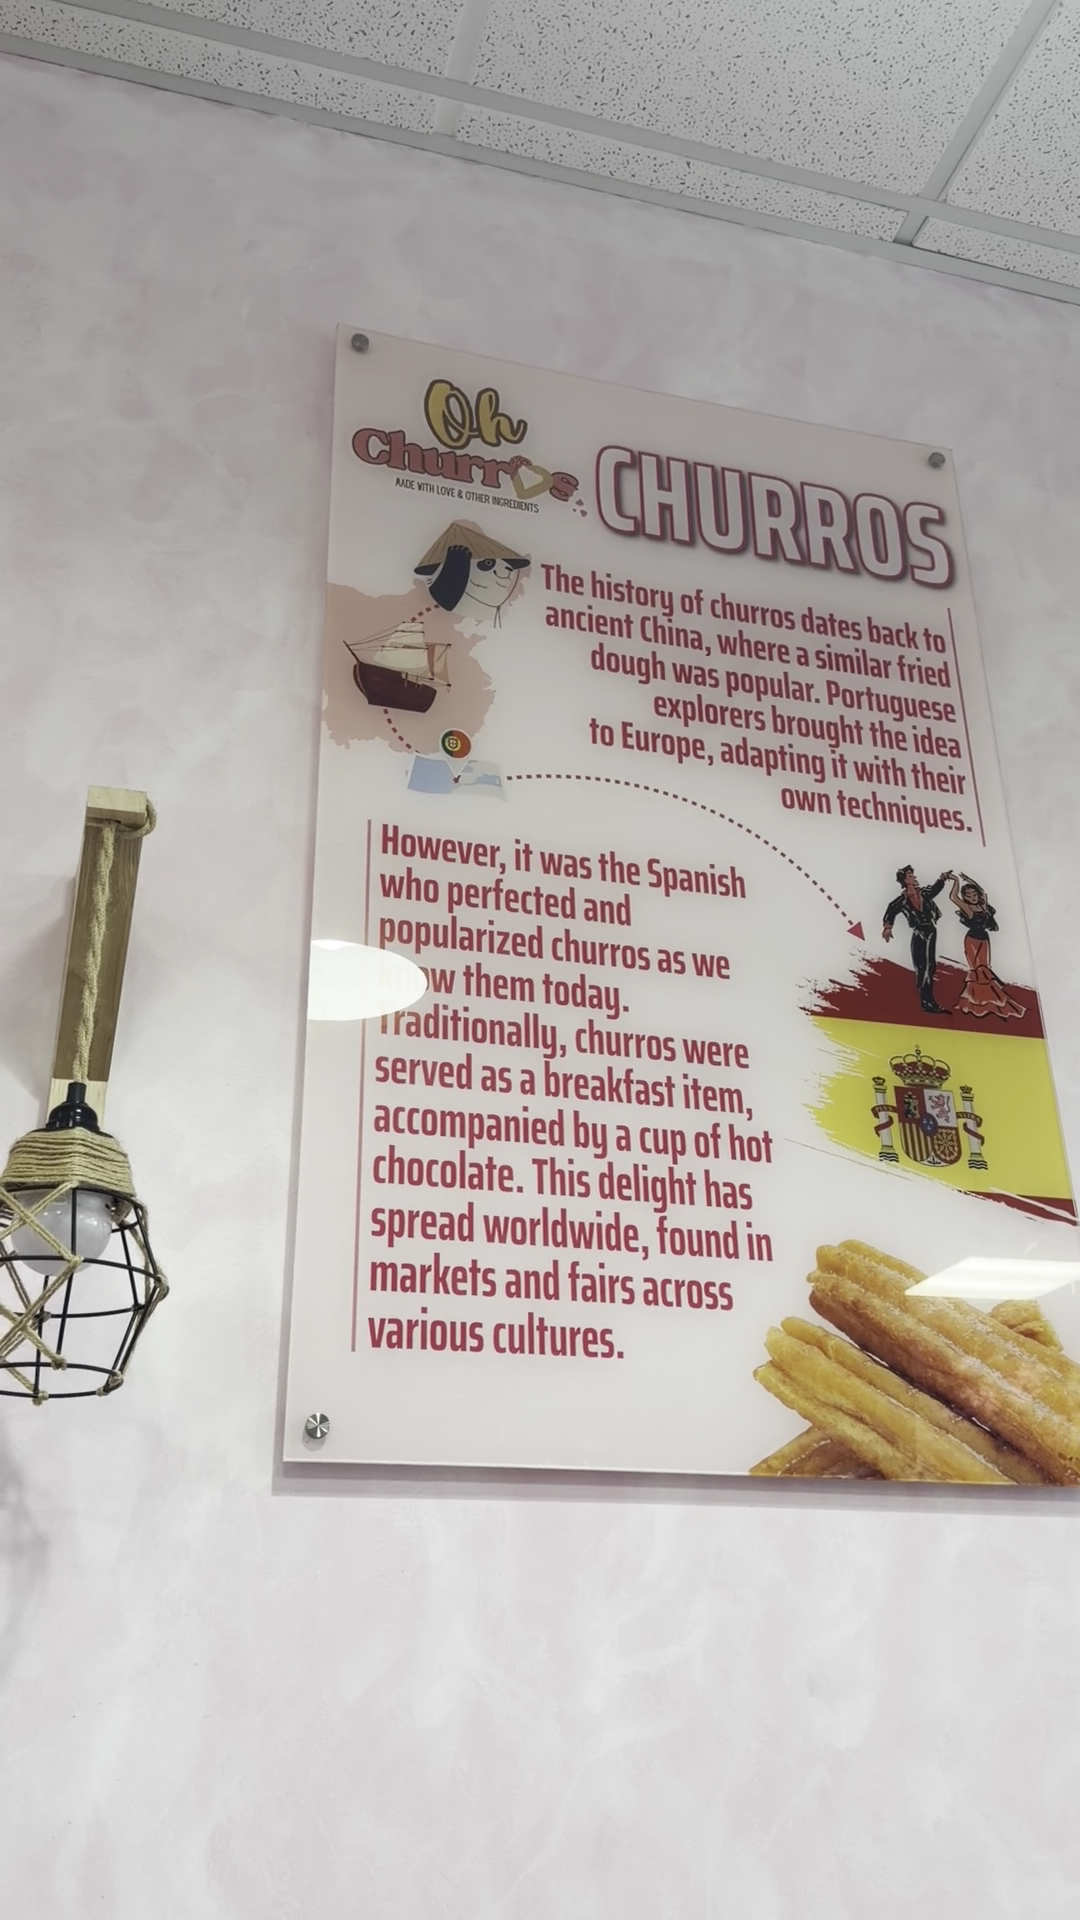 Oh
Churros
MADE WITH LOVE & OTHER INGREDIENTS
CHURROS
The history of churros dates back to
ancient China, where a similar fried
dough was popular. Portuguese
explorers brought the idea
to Europe, adapting it with their
own techniques.
However, it was the Spanish
who perfected and
popularized churros as we
know them today.
Traditionally, churros were
served as a breakfast item,
accompanied by a cup of hot
chocolate. This delight has
spread worldwide, found in
markets and fairs across
various cultures.